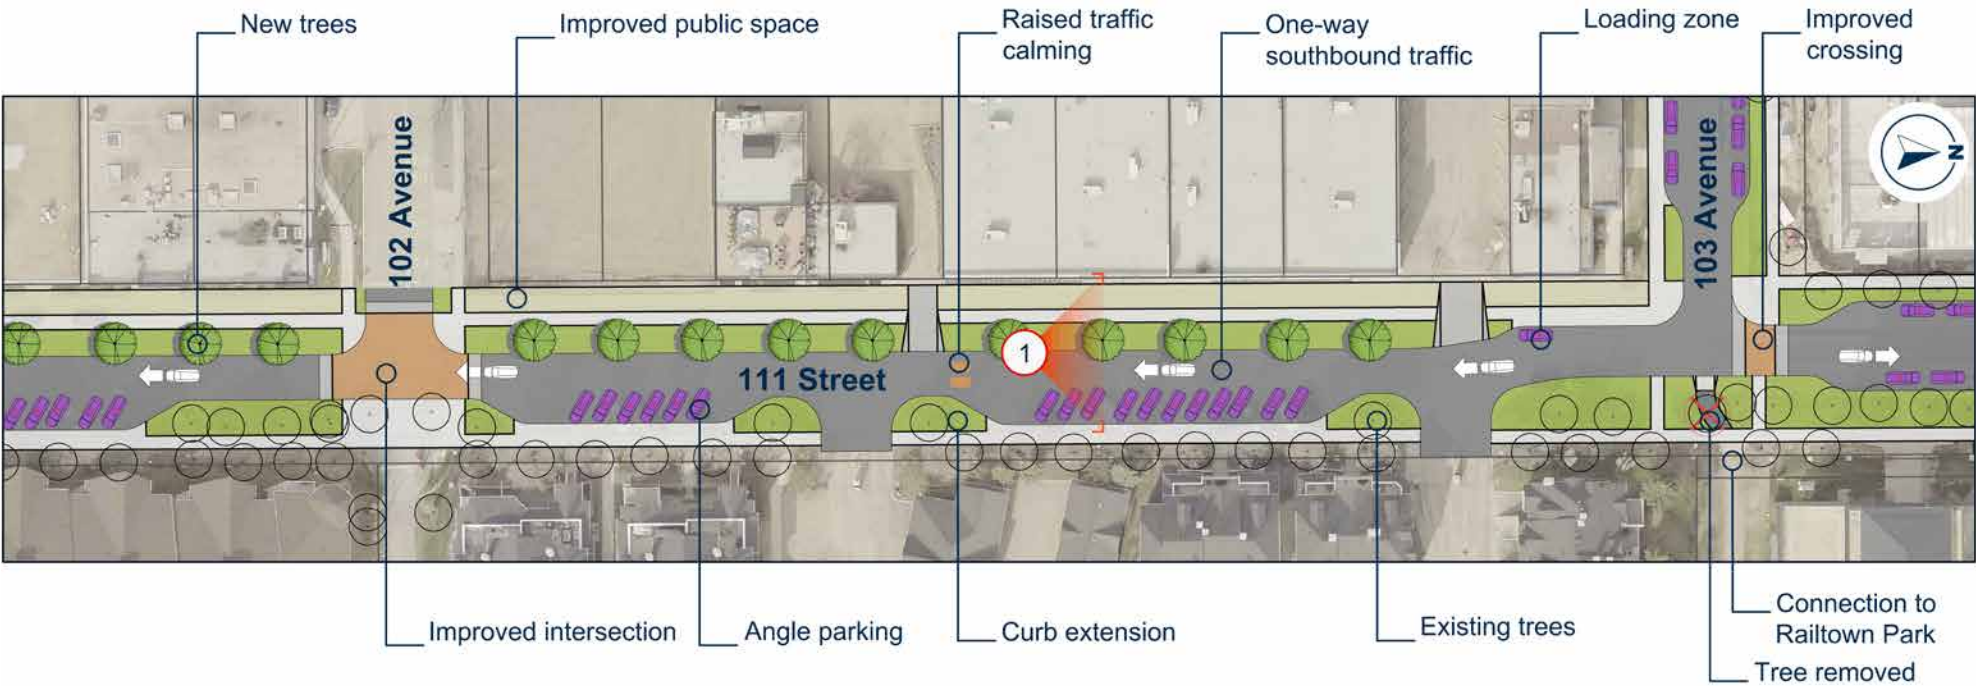 New trees
Improved public space
Raised traffic
calming
One-way
southbound traffic
Loading zone
Improved
crossing
102 Avenue
103 Avenue
N
1
111 Street
Improved intersection
Angle parking
Curb extension
Existing trees
Connection to
Railtown Park
Tree removed